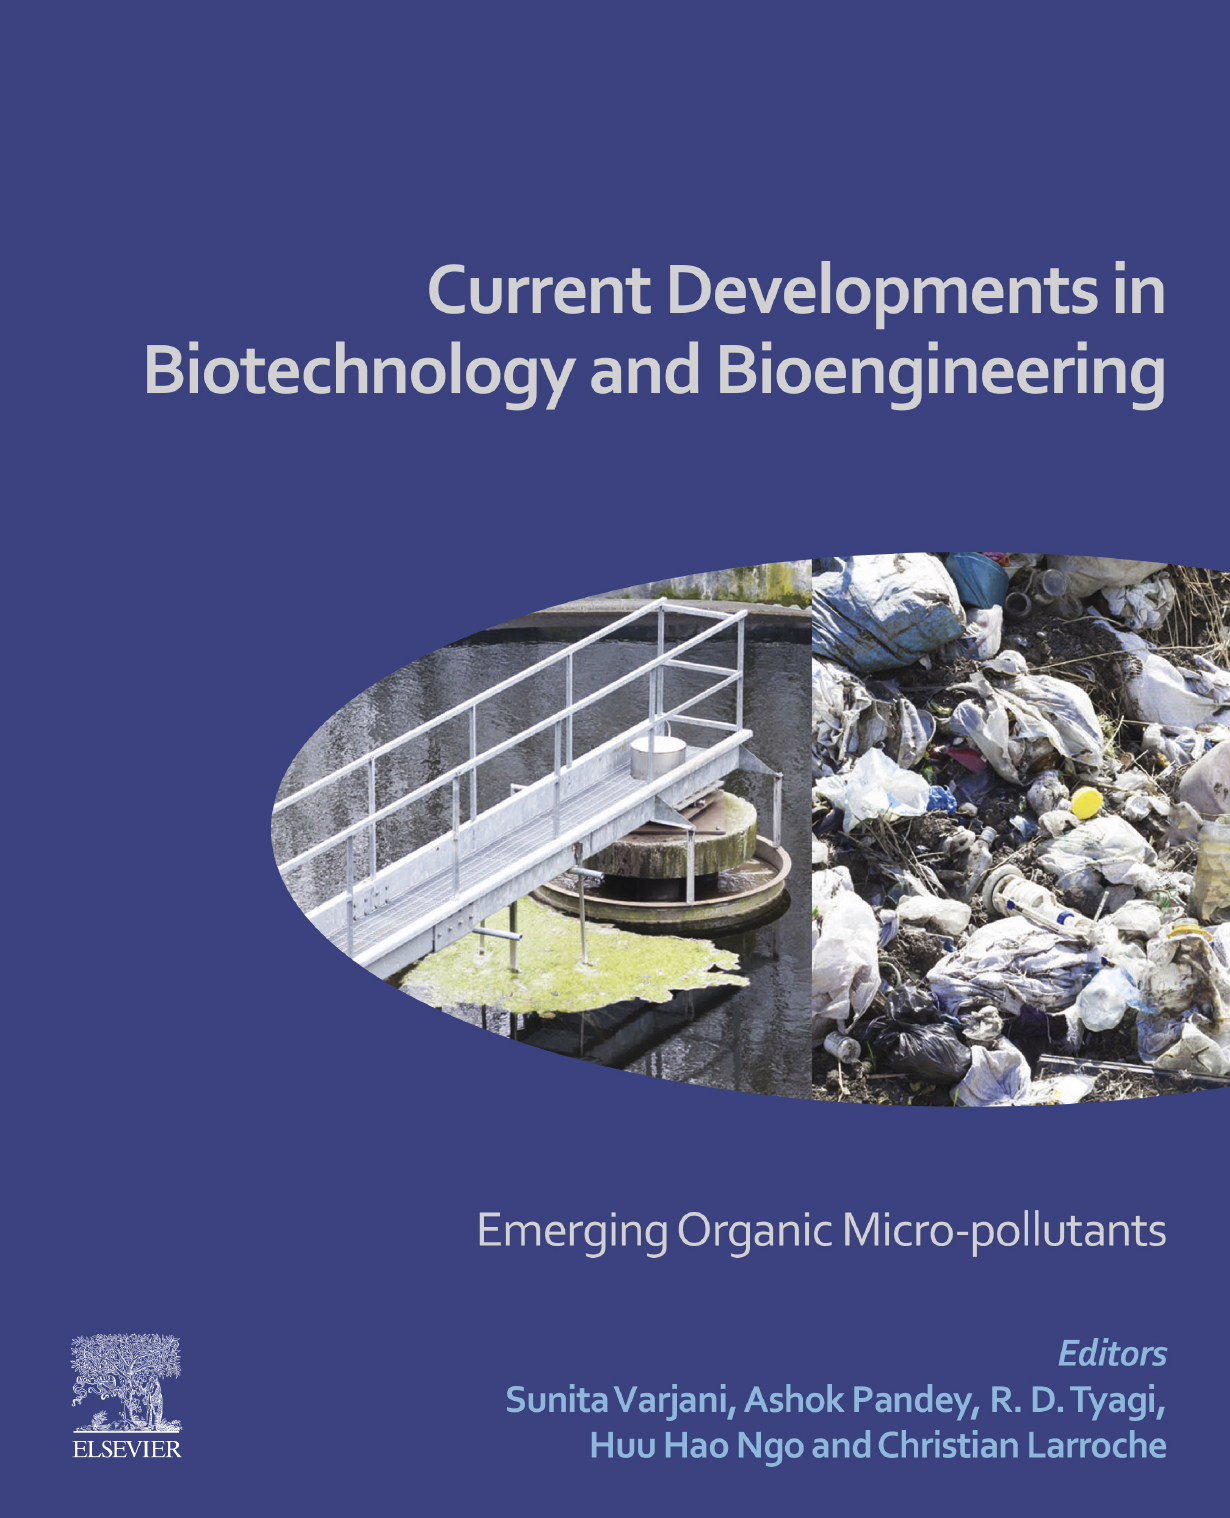 Current Developments in
Biotechnology and Bioengineering
Emerging Organic Micro-pollutants
Editors
Sunita Varjani, Ashok Pandey, R. D. Tyagi,
Huu Hao Ngo and Christian Larroche
ELSEVIER